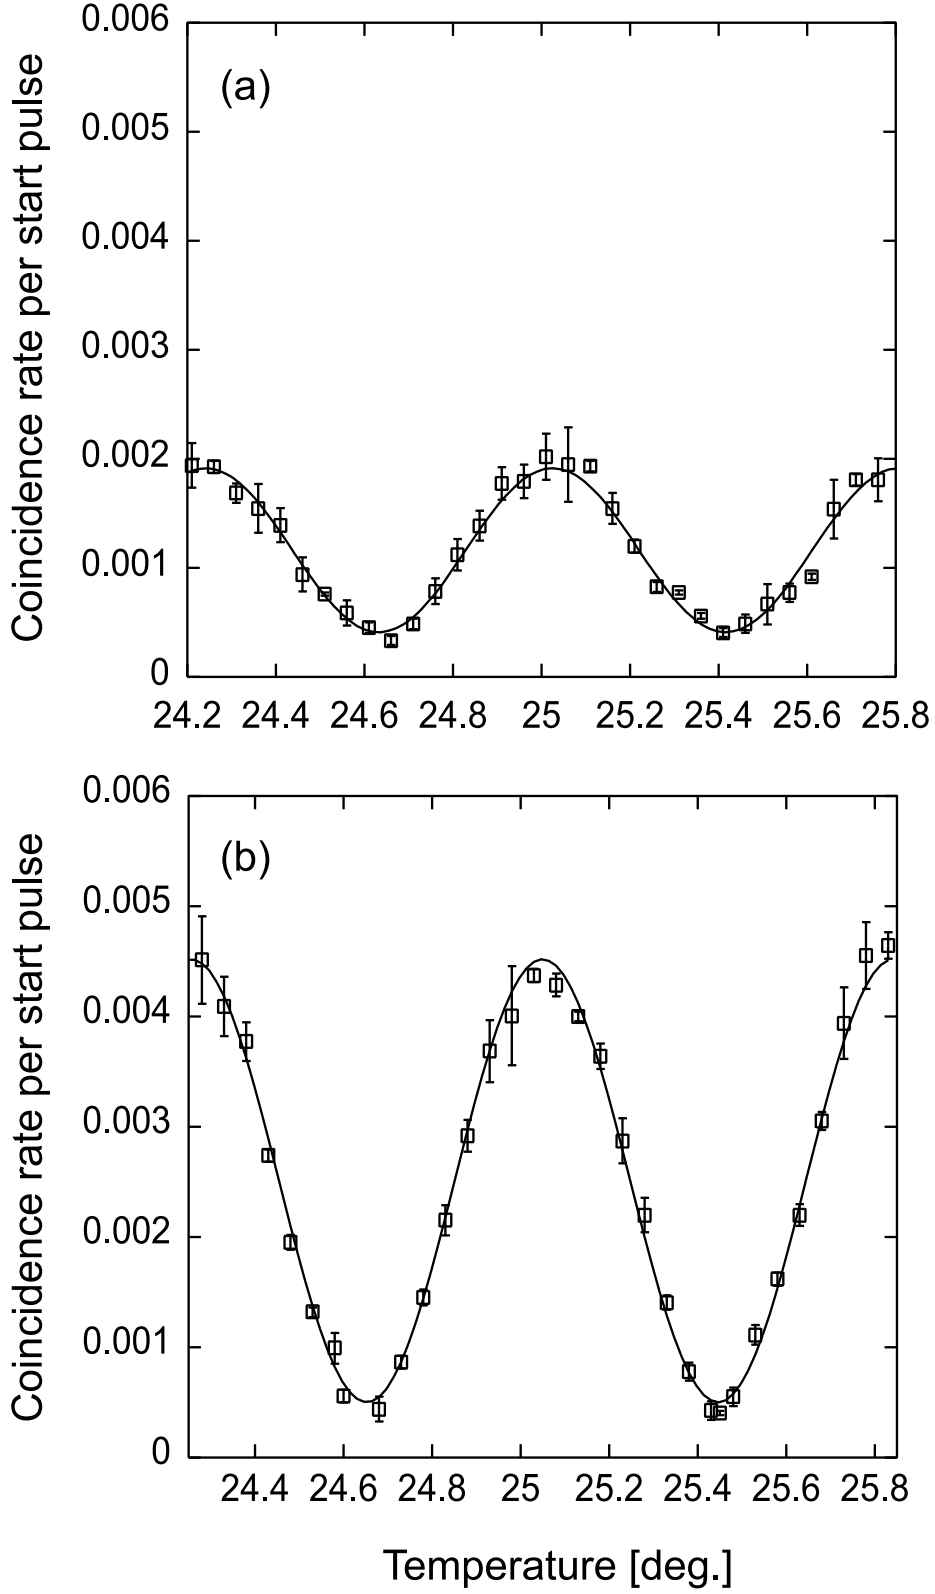 Coincidence rate per start pulse
(a)
0.006
0.005
0.004
0.003
0.002
0.001
0
24.2 24.4 24.6 24.8 25 25.2 25.4 25.6 25.8
Coincidence rate per start pulse
(b)
0.006
0.005
0.004
0.003
0.002
0.001
0
24.4 24.6 24.8 25 25.2 25.4 25.6 25.8
Temperature [deg.]